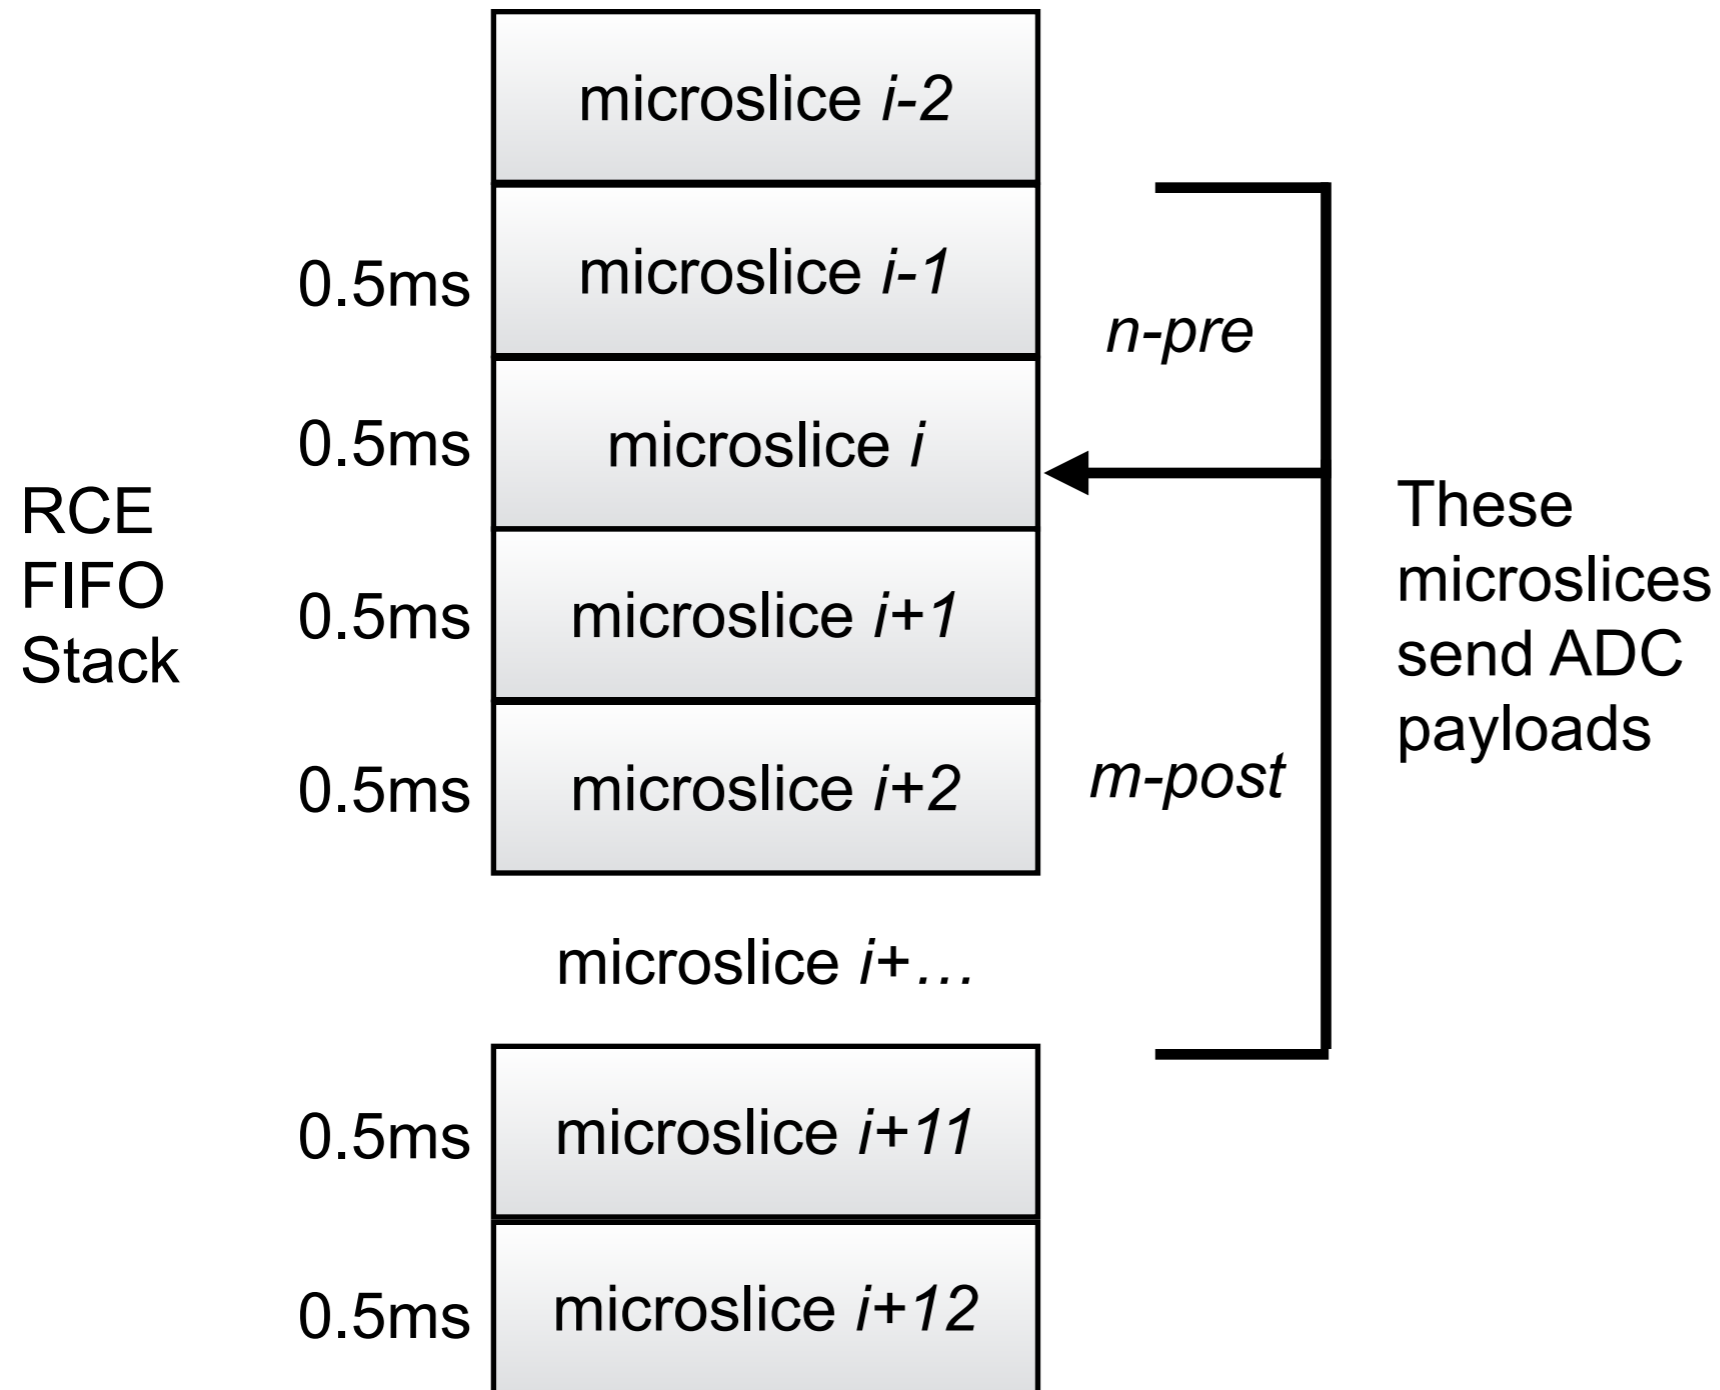 microslice i-2
0.5ms
microslice i-1
n-pre
0.5ms
microslice i
RCE
FIFO
Stack
These
microslices
send ADC
payloads
0.5ms
microslice i+1
0.5ms
microslice i+2
m-post
microslice i+…
0.5ms
microslice i+11
0.5ms
microslice i+12